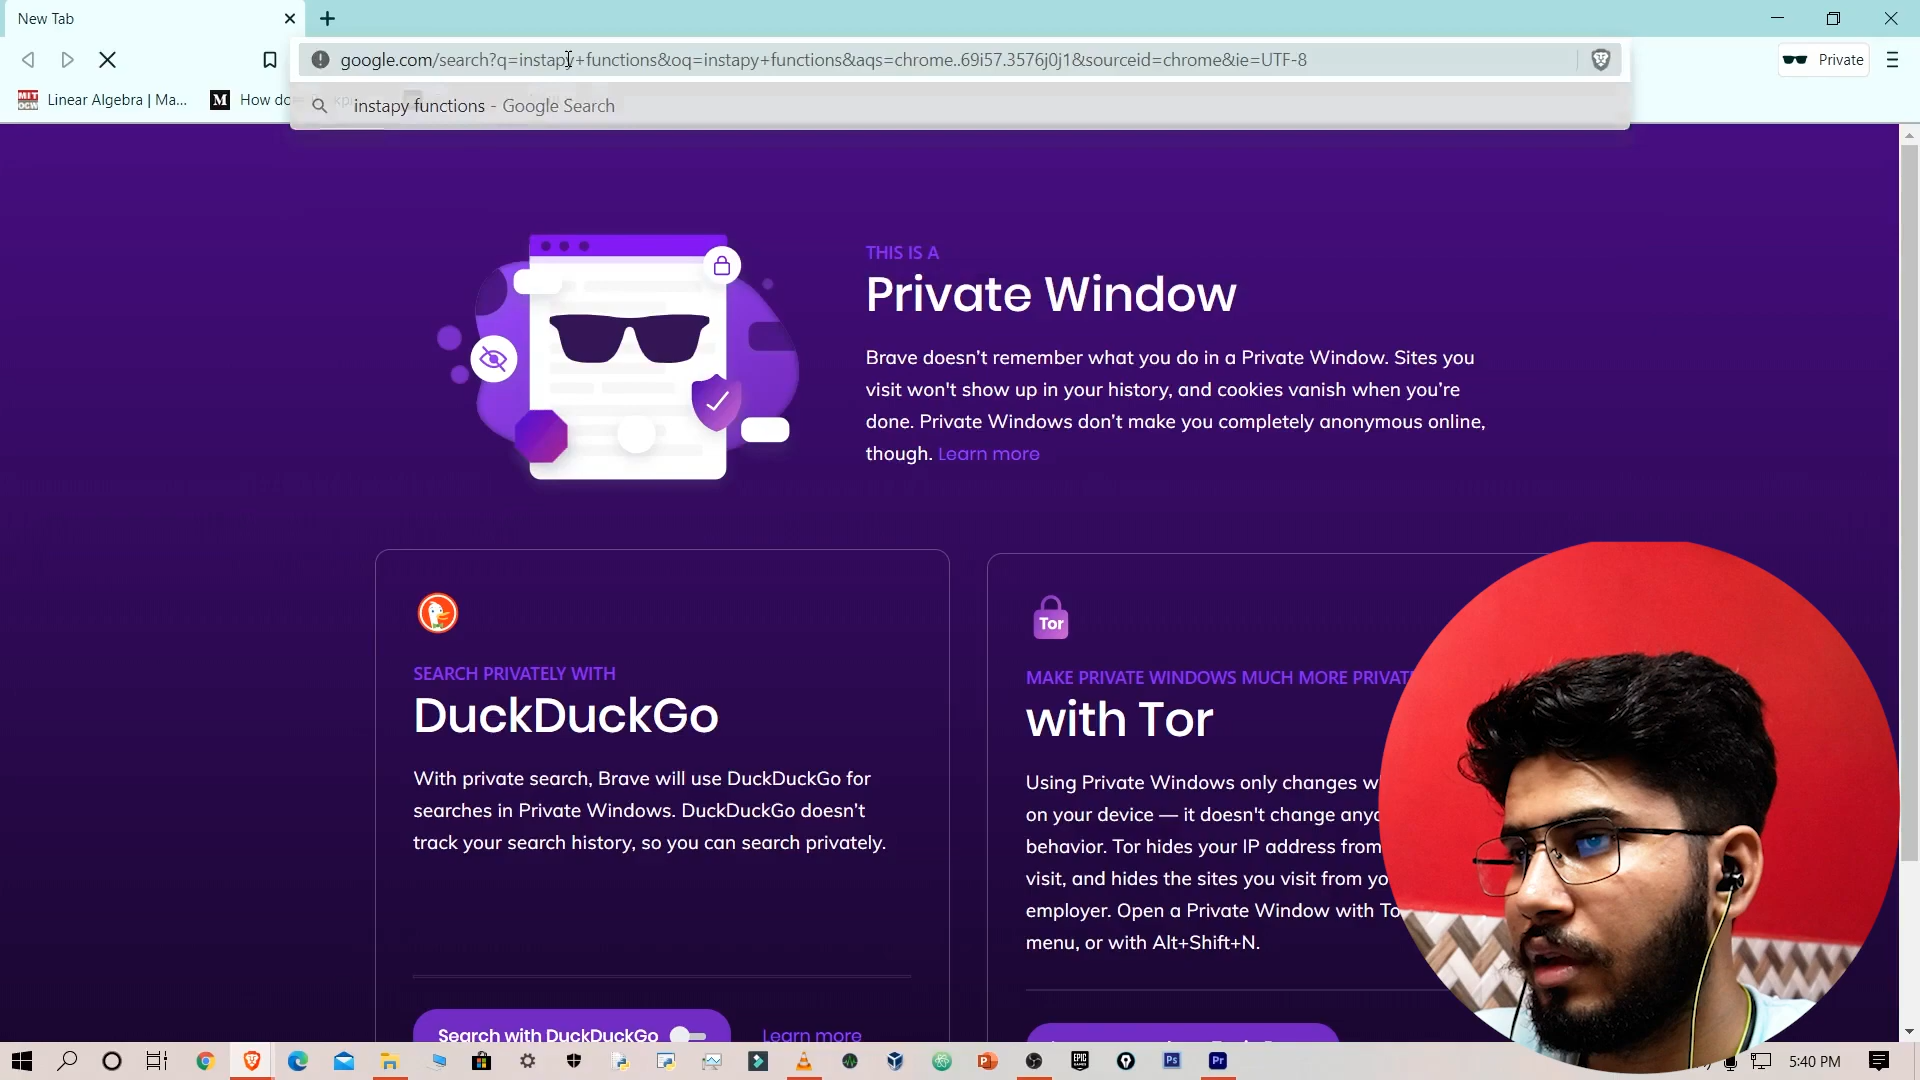 New Tab
google.com/search?q=instapy+functions&oq=instapy+functions&aqs=chrome..69i57.3576j0j1&sourceid=chrome&ie=UTF-8
Private
MIT OCW
Linear Algebra | Ma...
M
How do
instapy functions - Google Search
THIS IS A
Private Window
Brave doesn't remember what you do in a Private Window. Sites you
visit won't show up in your history, and cookies vanish when you're
done. Private Windows don't make you completely anonymous online,
though. Learn more
SEARCH PRIVATELY WITH
DuckDuckGo
With private search, Brave will use DuckDuckGo for
searches in Private Windows. DuckDuckGo doesn't
track your search history, so you can search privately.
Search with DuckDuckGo
Learn more
Tor
MAKE PRIVATE WINDOWS MUCH MORE PRIVAT
with Tor
Using Private Windows only changes w
on your device — it doesn't change anyo
behavior. Tor hides your IP address from
visit, and hides the sites you visit from yo
employer. Open a Private Window with To
menu, or with Alt+Shift+N.
EPIC GAMES
Ps
Pr
5:40 PM